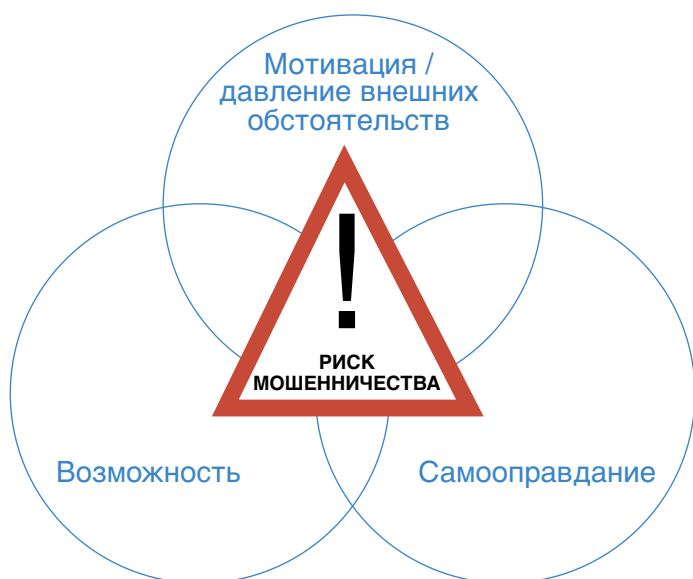 Мотивация /
давление внешних
обстоятельств
!
РИСК
МОШЕННИЧЕСТВА
Возможность
Самооправдание